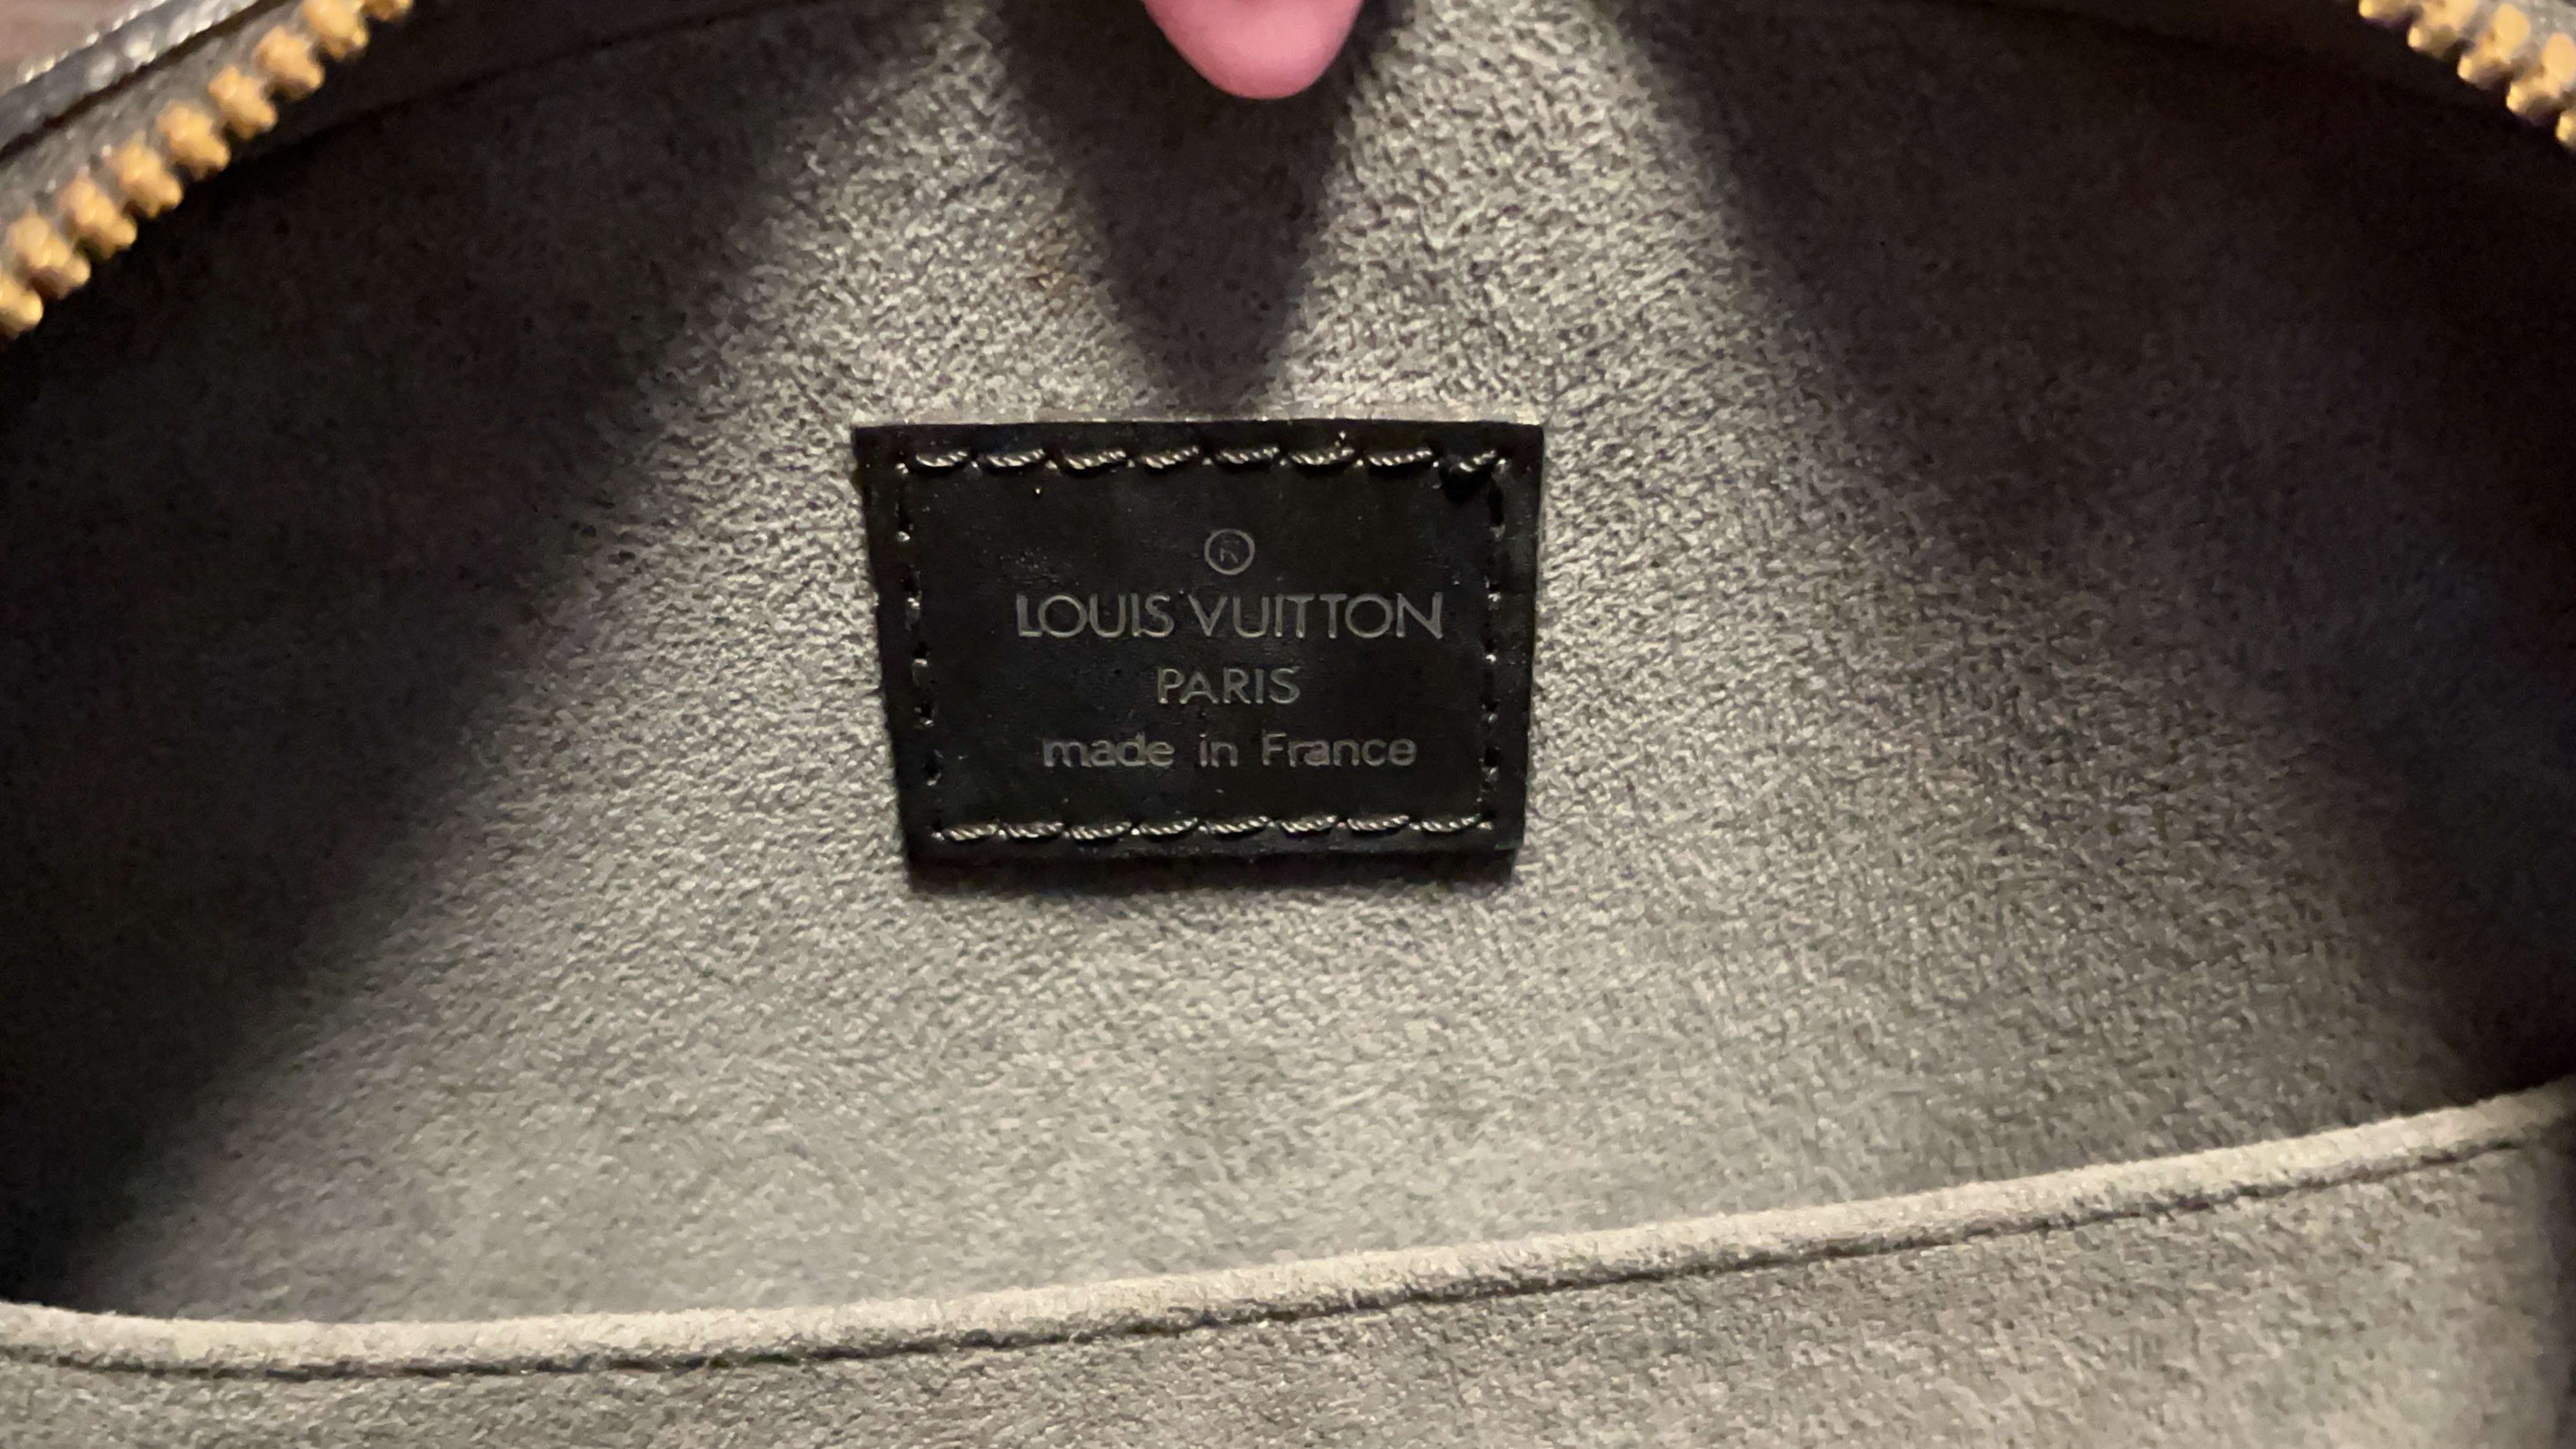 ®
LOUIS VUITTON
PARIS
made in France